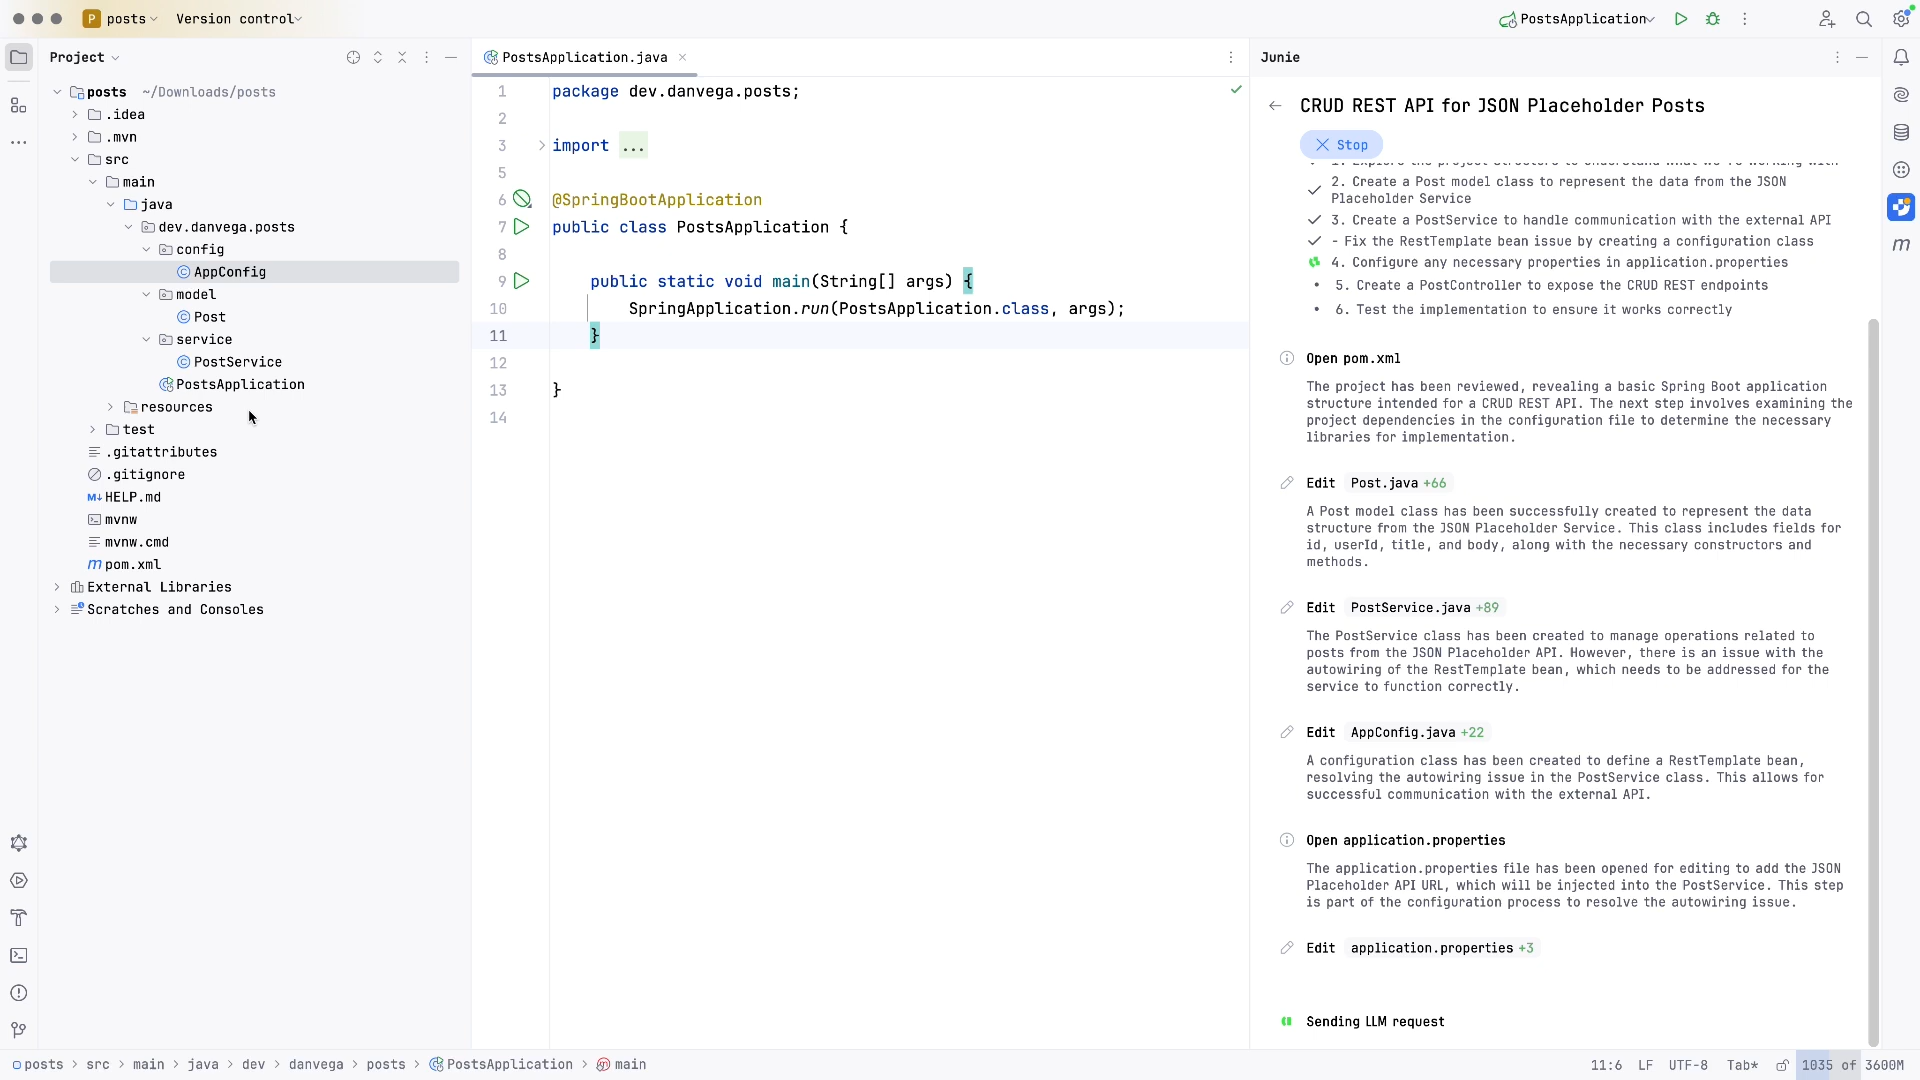 P posts Version control PostsApplication
Project
posts ~/Downloads/posts
.idea
.mvn
src
main
java
dev.danvega.posts
config
AppConfig
model
Post
service
PostService
PostsApplication
resources
test
.gitattributes
.gitignore
M↓ HELP.md
mvnw
mvnw.cmd
m pom.xml
External Libraries
Scratches and Consoles
PostsApplication.java
1 package dev.danvega.posts;
2
3 import ...
5
6 @SpringBootApplication
7 public class PostsApplication {
8
9 public static void main(String[] args) {
10 SpringApplication.run(PostsApplication.class, args);
11 }
12
13 }
14
Junie
CRUD REST API for JSON Placeholder Posts
Stop
1. Explore the project structure to understand what we're working with
2. Create a Post model class to represent the data from the JSON
Placeholder Service
3. Create a PostService to handle communication with the external API
- Fix the RestTemplate bean issue by creating a configuration class
4. Configure any necessary properties in application.properties
• 5. Create a PostController to expose the CRUD REST endpoints
• 6. Test the implementation to ensure it works correctly
Open pom.xml
The project has been reviewed, revealing a basic Spring Boot application
structure intended for a CRUD REST API. The next step involves examining the
project dependencies in the configuration file to determine the necessary
libraries for implementation.
Edit Post.java +66
A Post model class has been successfully created to represent the data
structure from the JSON Placeholder Service. This class includes fields for
id, userId, title, and body, along with the necessary constructors and
methods.
Edit PostService.java +89
The PostService class has been created to manage operations related to
posts from the JSON Placeholder API. However, there is an issue with the
autowiring of the RestTemplate bean, which needs to be addressed for the
service to function correctly.
Edit AppConfig.java +22
A configuration class has been created to define a RestTemplate bean,
resolving the autowiring issue in the PostService class. This allows for
successful communication with the external API.
Open application.properties
The application.properties file has been opened for editing to add the JSON
Placeholder API URL, which will be injected into the PostService. This step
is part of the configuration process to resolve the autowiring issue.
Edit application.properties +3
Sending LLM request
m
posts > src > main > java > dev > danvega > posts > PostsApplication > main
11:6 LF UTF-8 Tab* 1035 of 3600M